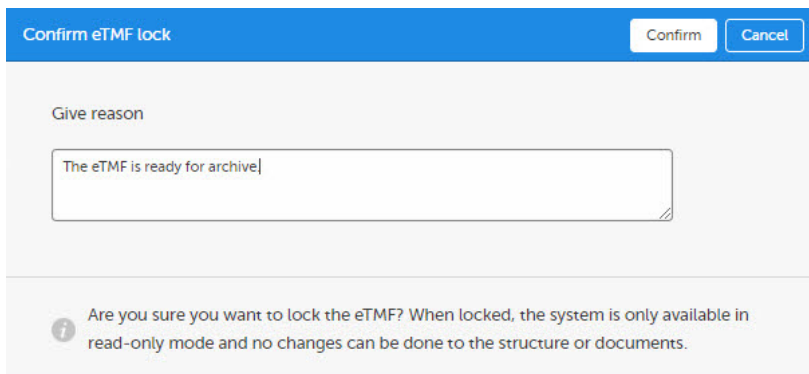 Confirm eTMF lock Confirm Cancel
Give reason
The eTMF is ready for archive
Are you sure you want to lock the eTMF? When locked, the system is only available in
read-only mode and no changes can be done to the structure or documents.